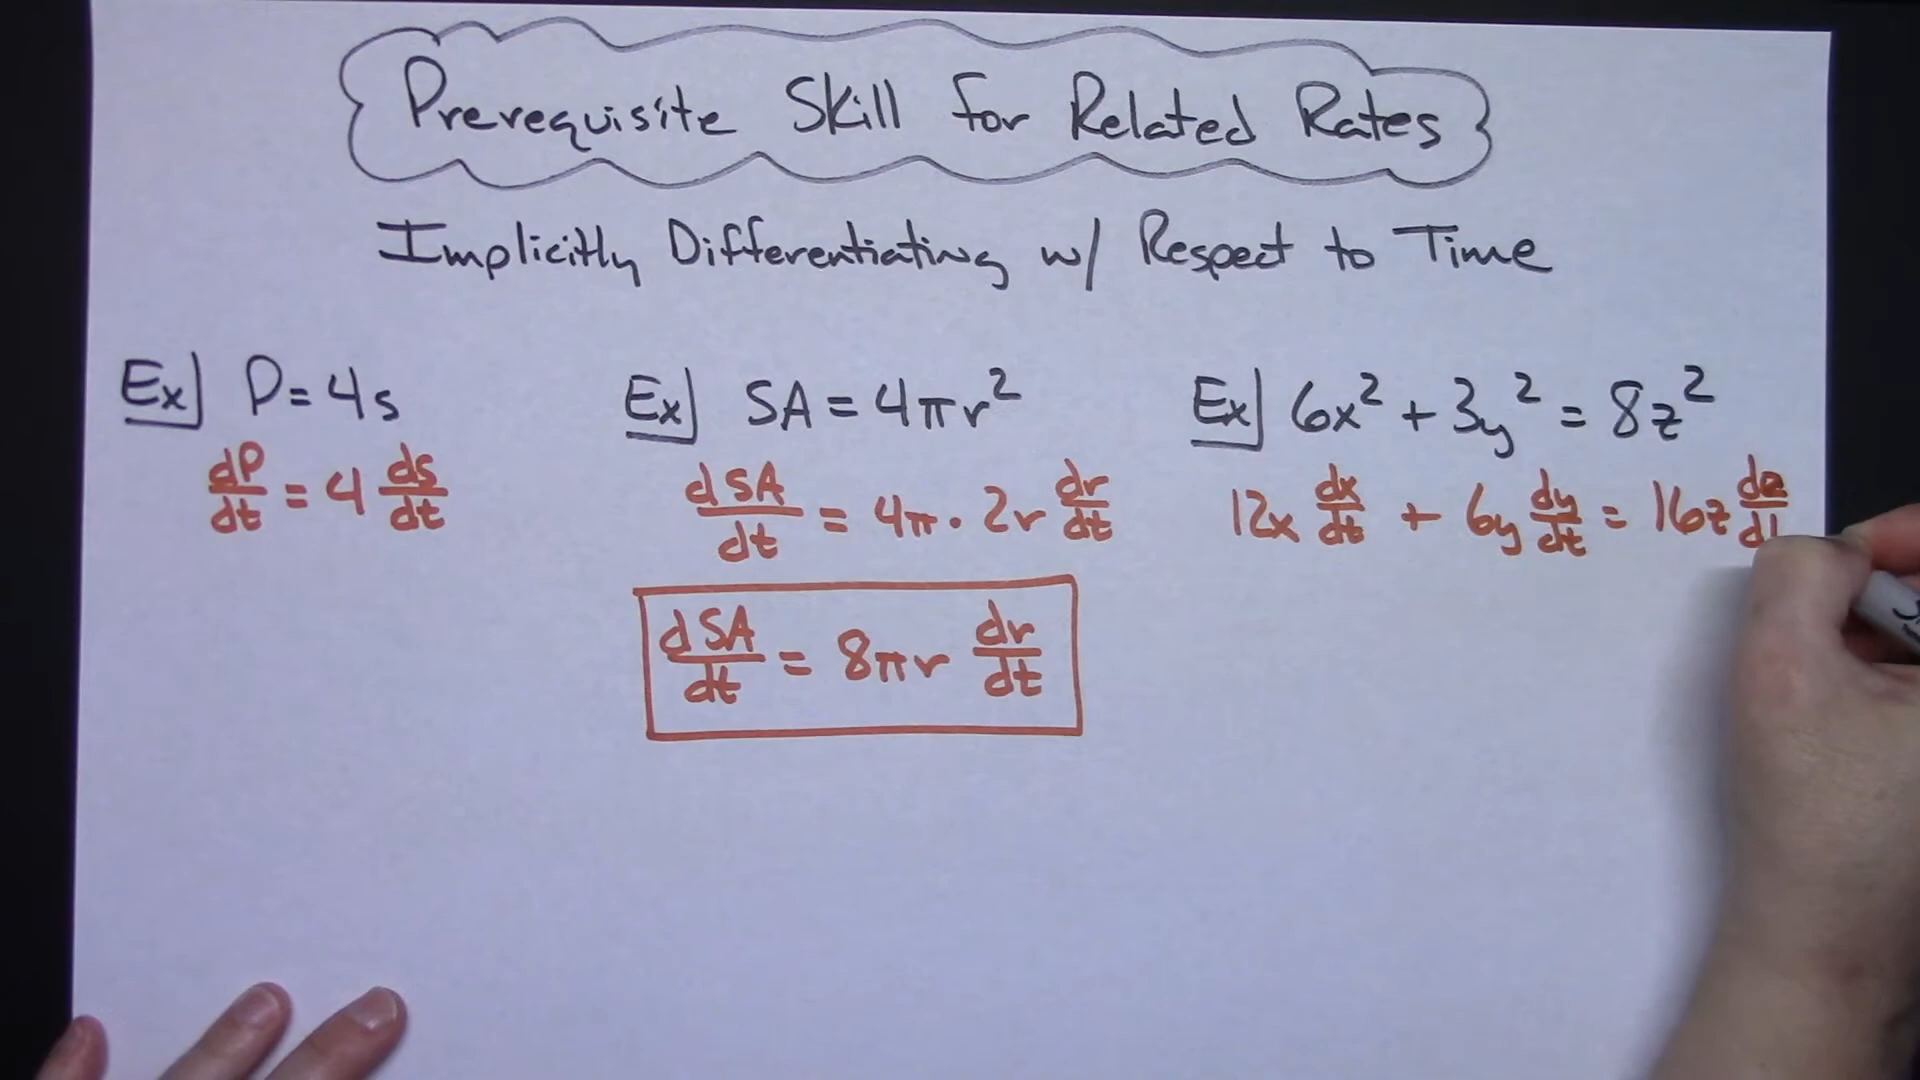 Prerequisite Skill for Related Rates
Implicitly Differentiating w/ Respect to Time
Ex] P = 4s
dP/dt = 4 ds/dt
Ex] SA = 4πr²
dSA/dt = 4π · 2r dr/dt
dSA/dt = 8πr dr/dt
Ex] 6x² + 3y² = 8z²
12x dx/dt + 6y dy/dt = 16z dz/d